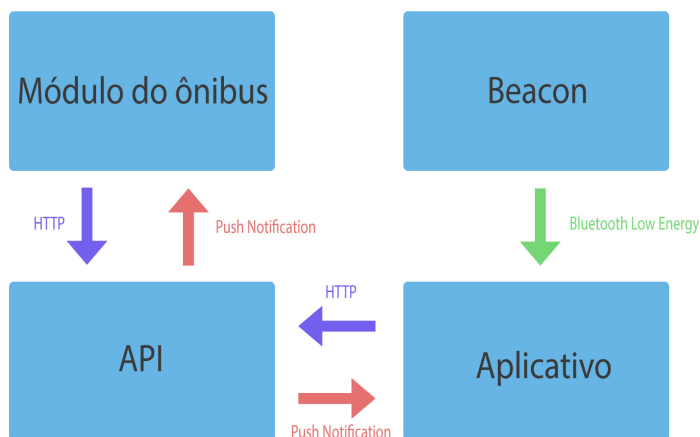 Módulo do ônibus
Beacon
HTTP
Push Notification
Bluetooth Low Energy
HTTP
API
Aplicativo
Push Notification